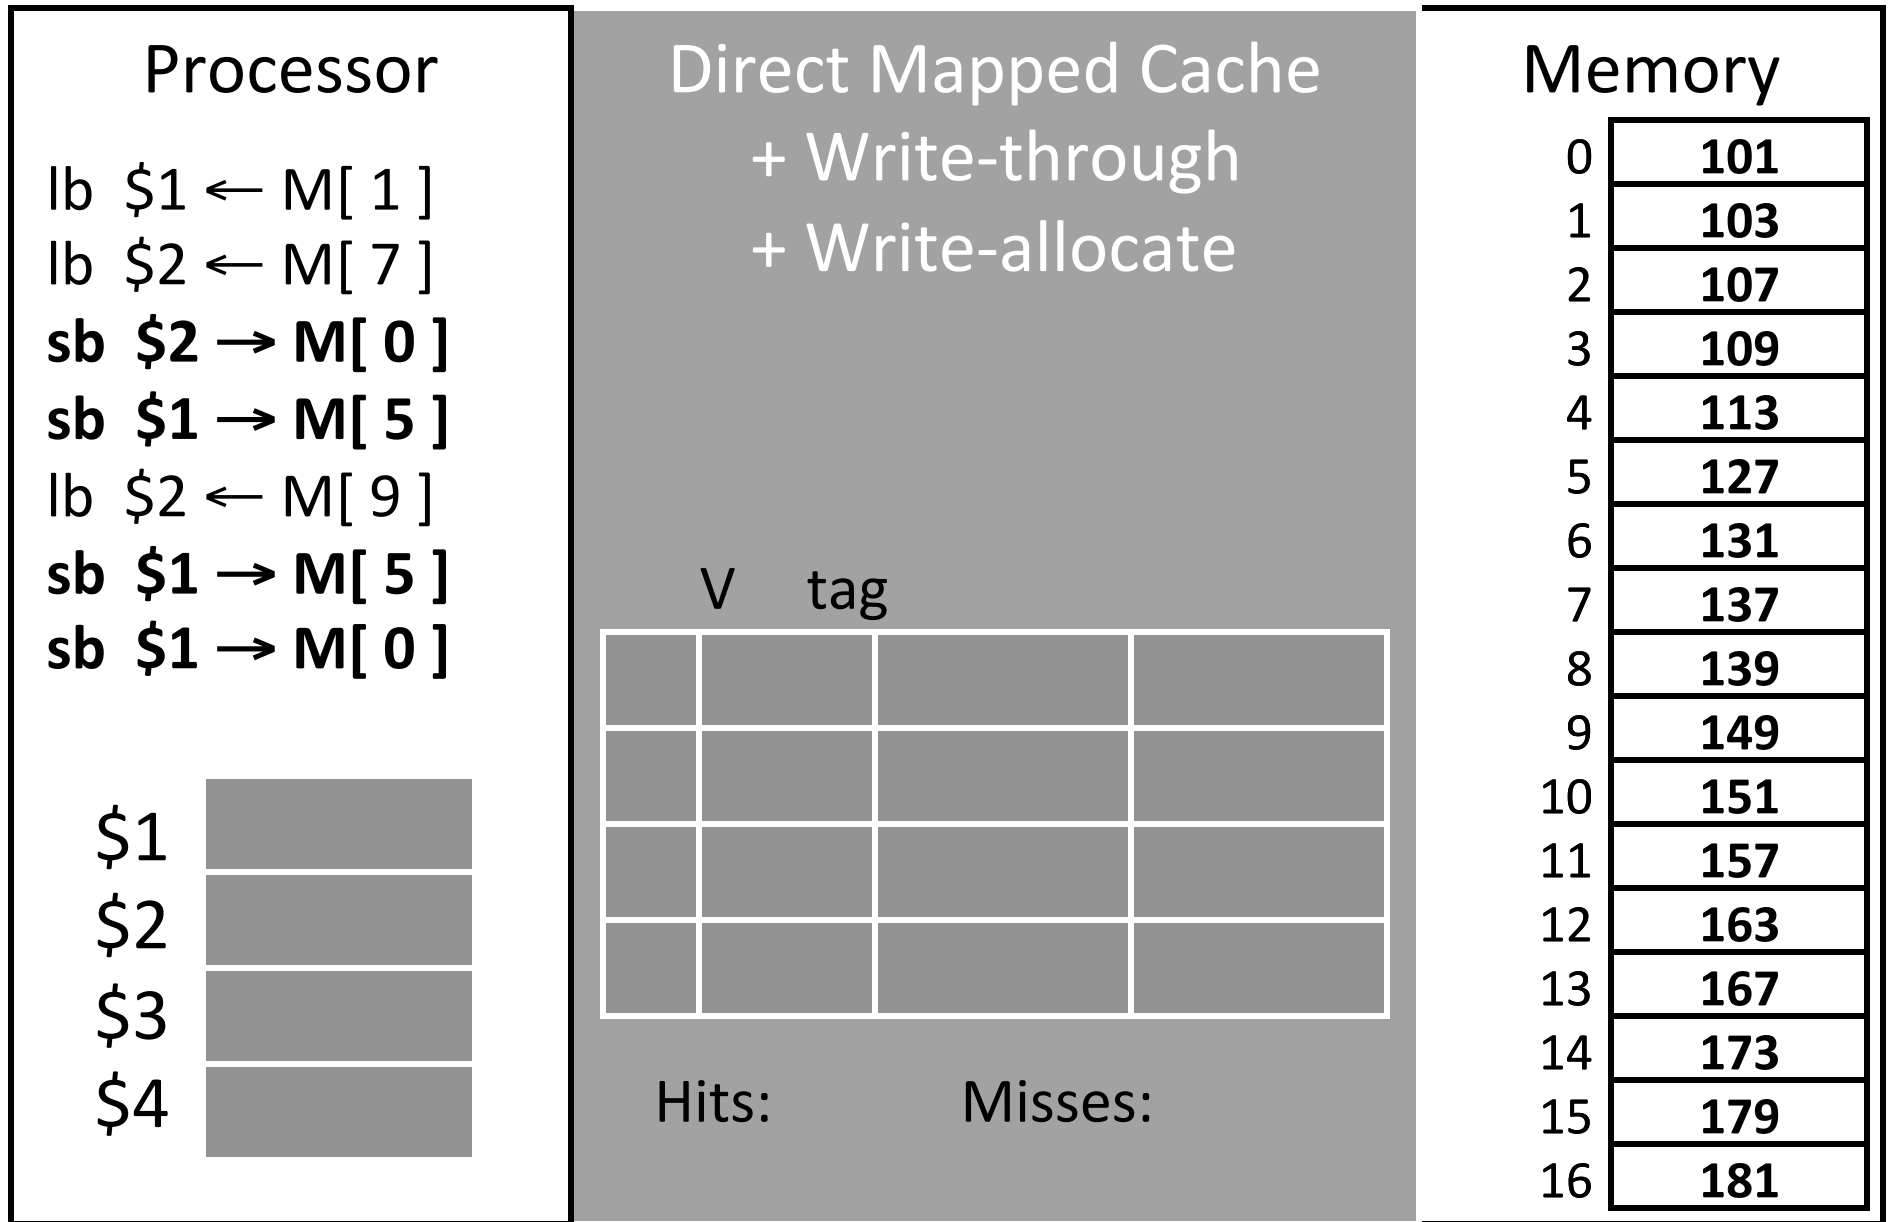 Processor
lb $1 ← M[ 1 ]
lb $2 ← M[ 7 ]
sb $2 → M[ 0 ]
sb $1 → M[ 5 ]
lb $2 ← M[ 9 ]
sb $1 → M[ 5 ]
sb $1 → M[ 0 ]
$1
$2
$3
$4
Direct Mapped Cache
+ Write-through
+ Write-allocate
V tag
Hits: Misses:
Memory
0 101
1 103
2 107
3 109
4 113
5 127
6 131
7 137
8 139
9 149
10 151
11 157
12 163
13 167
14 173
15 179
16 181